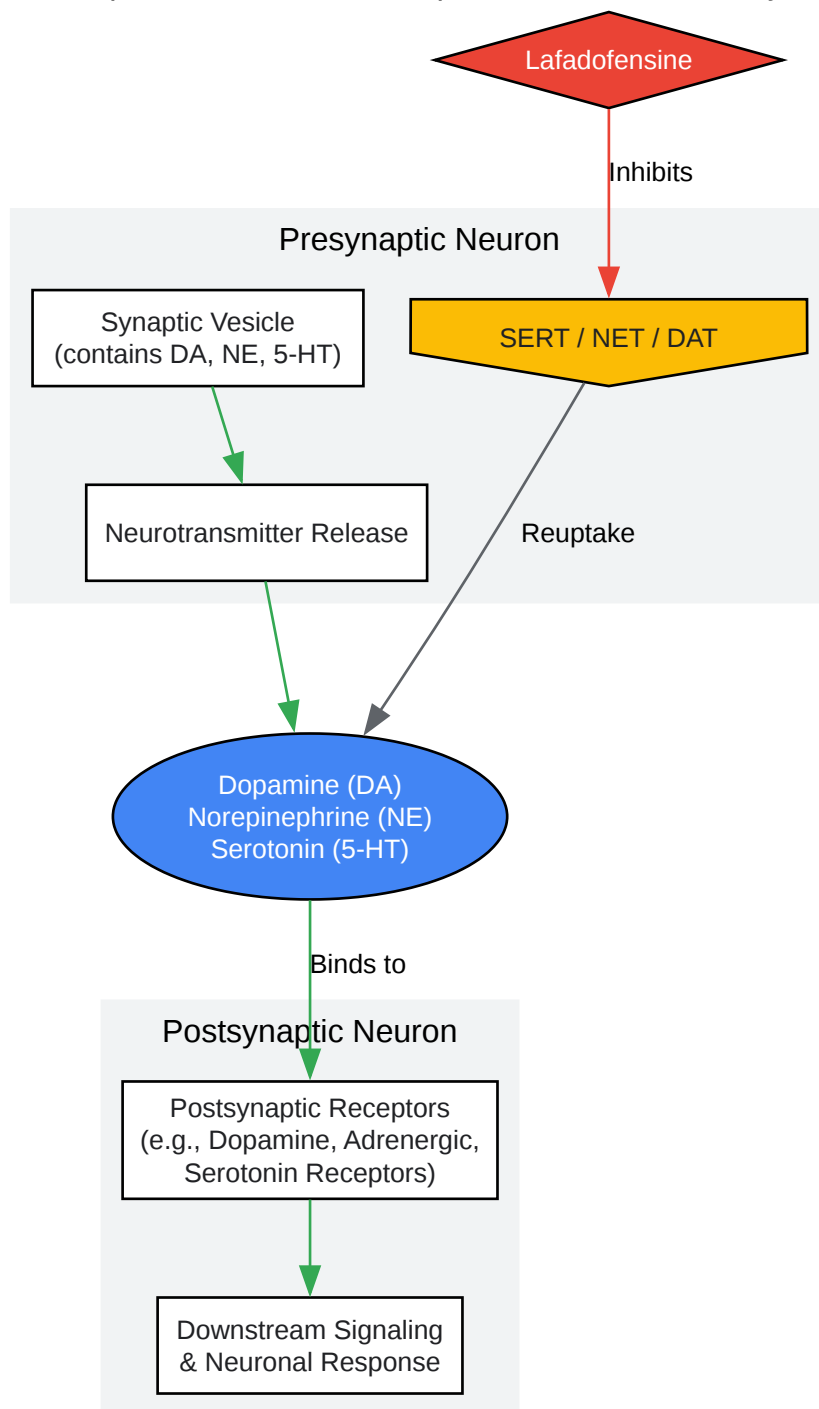 Lafadofensine
Inhibits
Presynaptic Neuron
Synaptic Vesicle
(contains DA, NE, 5-HT)
SERT / NET / DAT
Neurotransmitter Release
Reuptake
Dopamine (DA)
Norepinephrine (NE)
Serotonin (5-HT)
Binds to
Postsynaptic Neuron
Postsynaptic Receptors
(e.g., Dopamine, Adrenergic,
Serotonin Receptors)
Downstream Signaling
& Neuronal Response